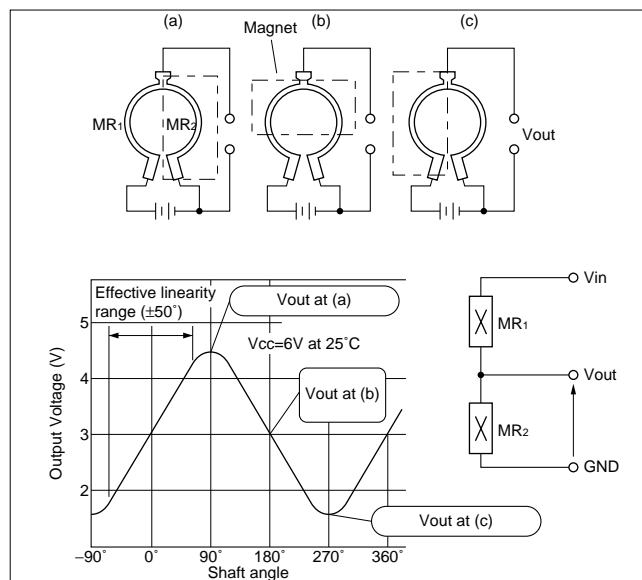 (a) (b) (c)
Magnet
MR1 MR2
Vout
Effective linearity
range (±50˚)
Vout at (a)
Vcc=6V at 25˚C
Vout at (b)
Vout at (c)
Output Voltage (V)
5
4
3
2
−90˚ 0˚ 90˚ 180˚ 270˚ 360˚
Shaft angle
Vin
MR1
Vout
MR2
GND